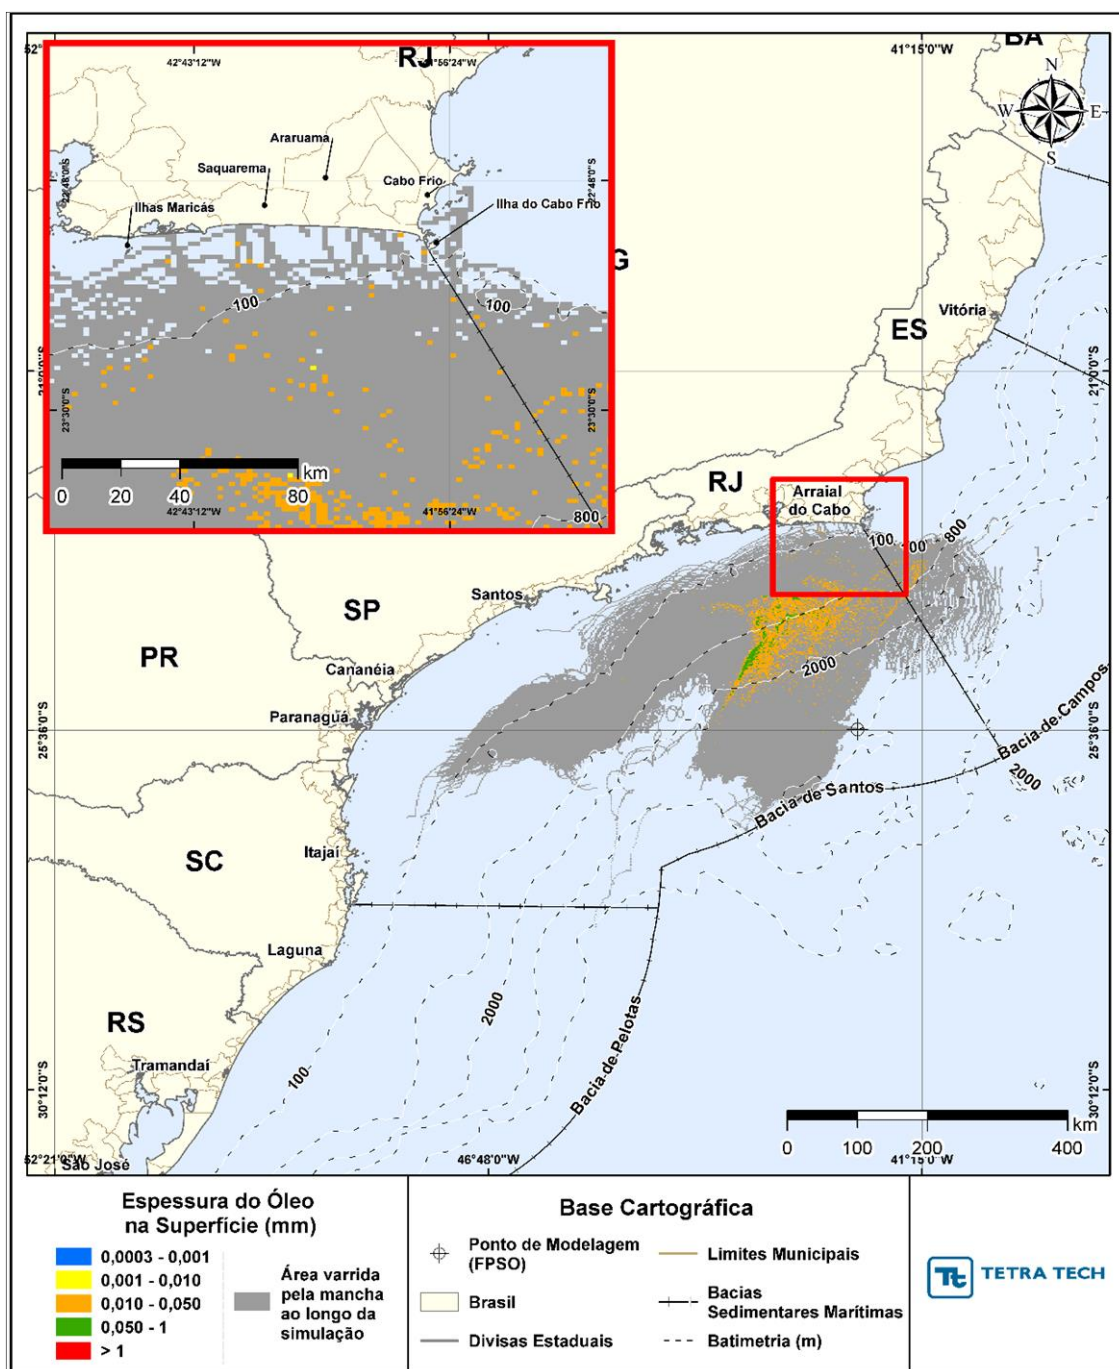 52°
42°43'12"W
RJ
41°56'24"W
41°15'0"W
BA
N
W
E
S
Araruama
Saquarema
22°48'0"S
Cabo Frio
22°48'0"S
Ilhas Maricás
Ilha do Cabo Frio
100
100
G
ES
Vitória
21°0'0"S
23°30'0"S
23°30'0"S
0 20 40 80
km
42°43'12"W
41°56'24"W
800
RJ
Arraial
do Cabo
100
800
SP
Santos
PR
Cananéia
2000
Paranaguá
25°36'0"S
25°36'0"S
Bacia de Campos
2000
Bacia de Santos
SC
Itajaí
Laguna
2000
RS
100
Bacia de Pelotas
Tramandaí
30°12'0"S
30°12'0"S
km
0 100 200 400
São José
52°21'0"W
46°48'0"W
41°15'0"W
Espessura do Óleo
na Superfície (mm)
0,0003 - 0,001
0,001 - 0,010
0,010 - 0,050
0,050 - 1
> 1
Área varrida
pela mancha
ao longo da
simulação
Base Cartográfica
Ponto de Modelagem
(FPSO)
Brasil
Divisas Estaduais
Limites Municipais
Bacias
Sedimentares Marítimas
Batimetria (m)
Tt
TETRA TECH